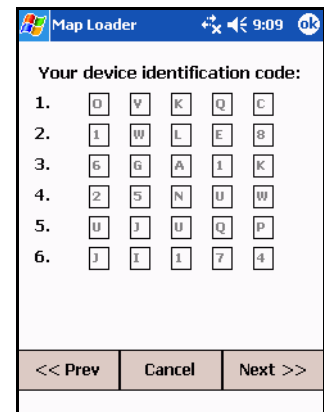 Map Loader 9:09 ok
Your device identification code:
1. O V K Q C
2. 1 W L E 8
3. 6 G A 1 K
4. 2 5 N U W
5. U J U Q P
6. J I 1 7 4
<< Prev Cancel Next >>